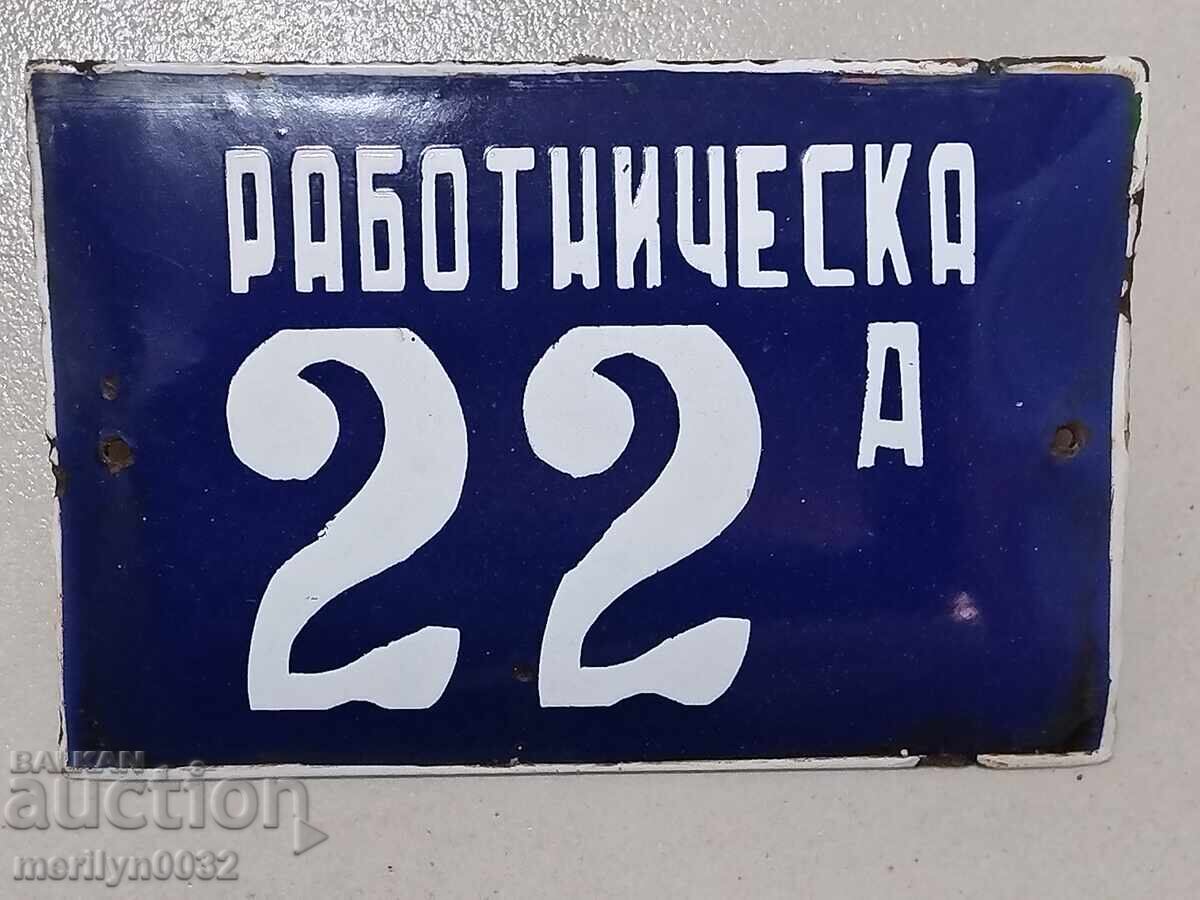 РАБОТНИЧЕСКА
22 А
BALKAN
auction
merilyn0032